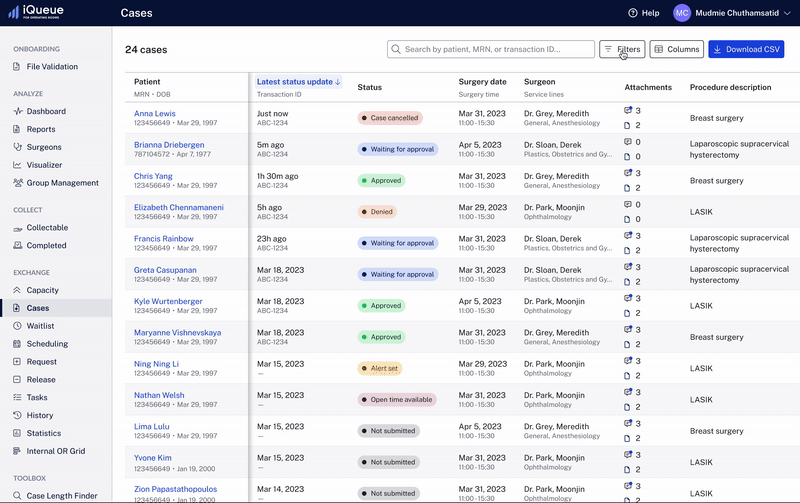 iQueue
FOR OPERATING ROOMS
Cases
Help
MC
Mudmie Chuthamsatid
ONBOARDING
File Validation
ANALYZE
Dashboard
Reports
Surgeons
Visualizer
Group Management
COLLECT
Collectable
Completed
EXCHANGE
Capacity
Cases
Waitlist
Scheduling
Request
Release
Tasks
History
Statistics
Internal OR Grid
TOOLBOX
Case Length Finder
24 cases
Search by patient, MRN, or transaction ID...
Filters
Columns
Download CSV
Patient
MRN • DOB
Latest status update ↓
Transaction ID
Status
Surgery date
Surgery time
Surgeon
Service lines
Attachments
Procedure description
Anna Lewis
123456649 • Mar 29, 1997
Just now
ABC-1234
Case cancelled
Mar 31, 2023
11:00 - 15:30
Dr. Grey, Meredith
General, Anesthesiology
3
2
Breast surgery
Brianna Driebergen
787104572 • Apr 7, 1977
5m ago
ABC-1234
Waiting for approval
Apr 5, 2023
11:00 - 15:30
Dr. Sloan, Derek
Plastics, Obstetrics and Gy...
0
0
Laparoscopic supracervical
hysterectomy
Chris Yang
123456649 • Mar 29, 1997
1h 30m ago
ABC-1234
Approved
Mar 31, 2023
11:00 - 15:30
Dr. Grey, Meredith
General, Anesthesiology
3
2
Breast surgery
Elizabeth Chennamaneni
123456649 • Mar 29, 1997
5h ago
ABC-1234
Denied
Mar 29, 2023
11:00 - 15:30
Dr. Park, Moonjin
Ophthalmology
0
0
LASIK
Francis Rainbow
123456649 • Mar 29, 1997
23h ago
ABC-1234
Waiting for approval
Mar 31, 2023
11:00 - 15:30
Dr. Sloan, Derek
Plastics, Obstetrics and Gy...
3
2
Laparoscopic supracervical
hysterectomy
Greta Casupanan
123456649 • Mar 29, 1997
Mar 18, 2023
ABC-1234
Waiting for approval
Mar 31, 2023
11:00 - 15:30
Dr. Sloan, Derek
Plastics, Obstetrics and Gy...
3
2
Laparoscopic supracervical
hysterectomy
Kyle Wurtenberger
123456649 • Mar 29, 1997
Mar 18, 2023
ABC-1234
Approved
Apr 5, 2023
11:00 - 15:30
Dr. Park, Moonjin
Ophthalmology
3
2
LASIK
Maryanne Vishnevskaya
123456649 • Mar 29, 1997
Mar 18, 2023
ABC-1234
Approved
Mar 31, 2023
11:00 - 15:30
Dr. Grey, Meredith
General, Anesthesiology
3
2
Breast surgery
Ning Ning Li
123456649 • Mar 29, 1997
Mar 15, 2023
—
Alert set
Mar 29, 2023
11:00 - 15:30
Dr. Park, Moonjin
Ophthalmology
3
2
LASIK
Nathan Welsh
123456649 • Mar 29, 1997
Mar 15, 2023
—
Open time available
Mar 31, 2023
11:00 - 15:30
Dr. Park, Moonjin
Ophthalmology
3
2
LASIK
Lima Lulu
123456649 • Mar 29, 1997
Mar 15, 2023
—
Not submitted
Apr 5, 2023
11:00 - 15:30
Dr. Grey, Meredith
General, Anesthesiology
3
2
Breast surgery
Yvone Kim
123456649 • Jan 19, 2000
Mar 15, 2023
—
Not submitted
Mar 31, 2023
11:00 - 15:30
Dr. Park, Moonjin
Ophthalmology
3
2
LASIK
Zion Papastathopoulos
123456649 • Jan 19, 2000
Mar 14, 2023
—
Not submitted
Mar 31, 2023
11:00 - 15:30
Dr. Park, Moonjin
Ophthalmology
3
2
LASIK